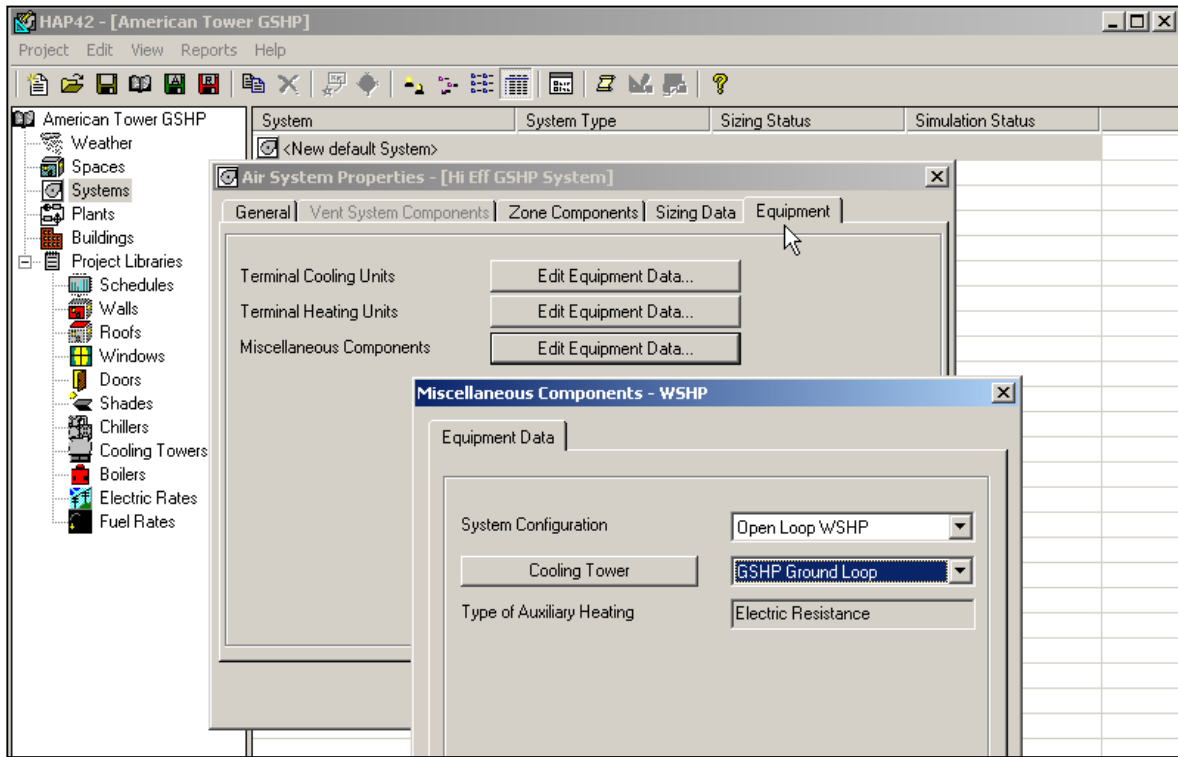 HAP42 - [American Tower GSHP]
Project Edit View Reports Help
American Tower GSHP
Weather
Spaces
Systems
Plants
Buildings
Project Libraries
Schedules
Walls
Roofs
Windows
Doors
Shades
Chillers
Cooling Towers
Boilers
Electric Rates
Fuel Rates
System System Type Sizing Status Simulation Status
<New default System>
Air System Properties - [Hi Eff GSHP System]
General Vent System Components Zone Components Sizing Data Equipment
Terminal Cooling Units Edit Equipment Data...
Terminal Heating Units Edit Equipment Data...
Miscellaneous Components Edit Equipment Data...
Miscellaneous Components - WSHP
Equipment Data
System Configuration Open Loop WSHP
Cooling Tower GSHP Ground Loop
Type of Auxiliary Heating Electric Resistance